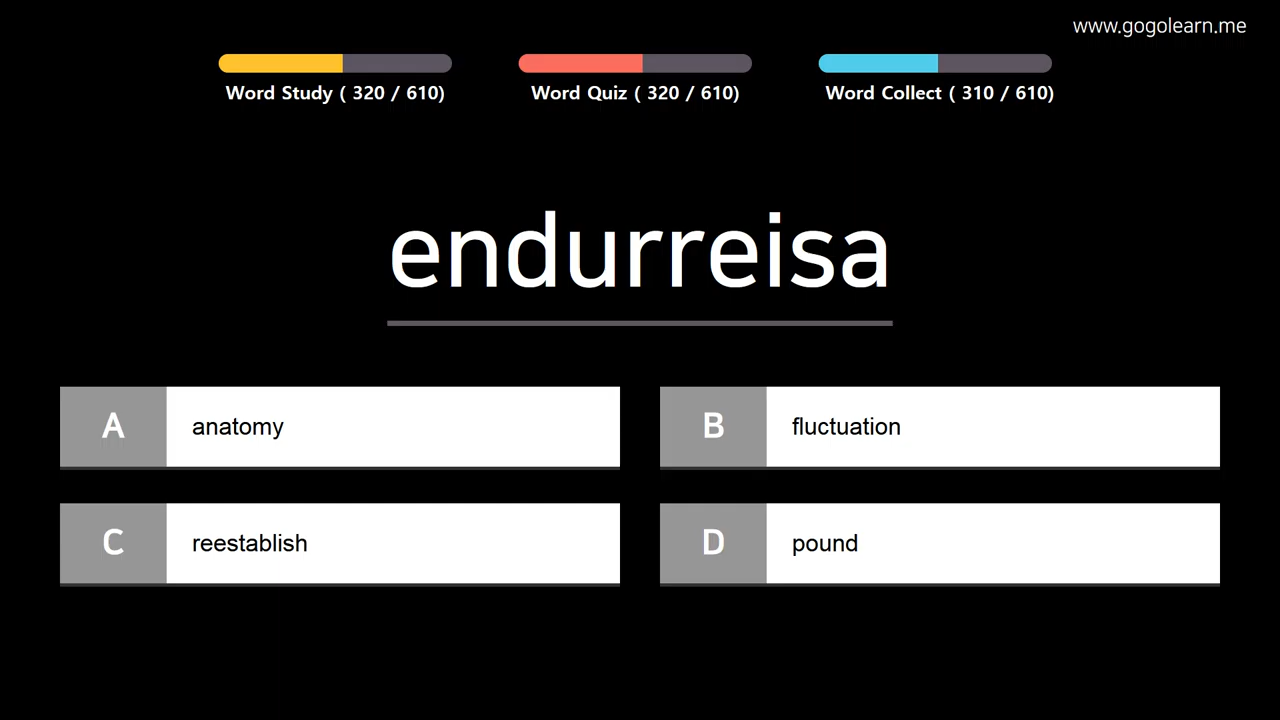 www.gogolearn.me
Word Study ( 320 / 610)
Word Quiz ( 320 / 610)
Word Collect ( 310 / 610)
endurreisa
A anatomy
B fluctuation
C reestablish
D pound